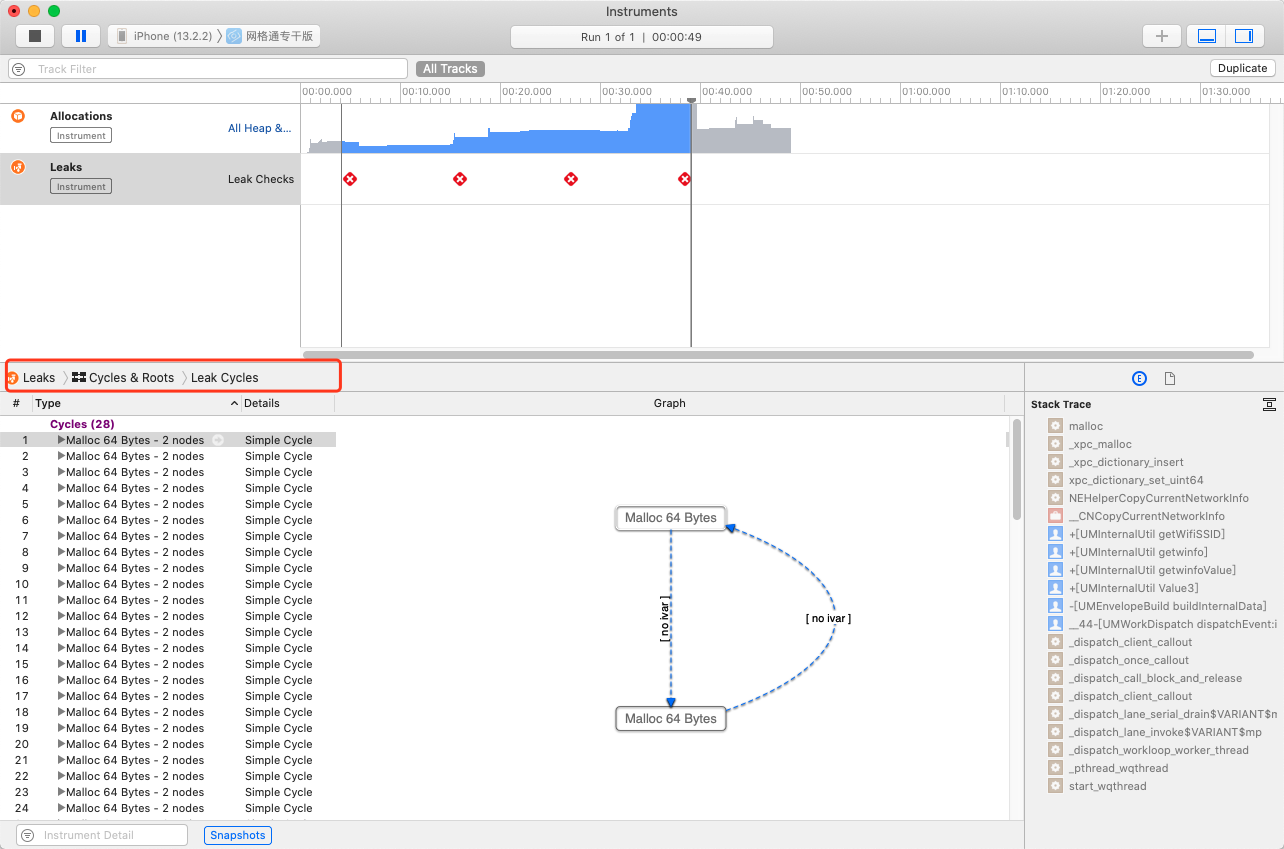 Instruments
iPhone (13.2.2) 〉 网格通专干版
Run 1 of 1 | 00:00:49
Track Filter
All Tracks
Duplicate
00:00.000 00:10.000 00:20.000 00:30.000 00:40.000 00:50.000 01:00.000 01:10.000 01:20.000 01:30.000
Allocations
Instrument
All Heap &...
Leaks
Instrument
Leak Checks
Leaks 〉 Cycles & Roots 〉 Leak Cycles
# Type Details Graph
Cycles (28)
1 Malloc 64 Bytes - 2 nodes Simple Cycle
2 Malloc 64 Bytes - 2 nodes Simple Cycle
3 Malloc 64 Bytes - 2 nodes Simple Cycle
4 Malloc 64 Bytes - 2 nodes Simple Cycle
5 Malloc 64 Bytes - 2 nodes Simple Cycle
6 Malloc 64 Bytes - 2 nodes Simple Cycle
7 Malloc 64 Bytes - 2 nodes Simple Cycle
8 Malloc 64 Bytes - 2 nodes Simple Cycle
9 Malloc 64 Bytes - 2 nodes Simple Cycle
10 Malloc 64 Bytes - 2 nodes Simple Cycle
11 Malloc 64 Bytes - 2 nodes Simple Cycle
12 Malloc 64 Bytes - 2 nodes Simple Cycle
13 Malloc 64 Bytes - 2 nodes Simple Cycle
14 Malloc 64 Bytes - 2 nodes Simple Cycle
15 Malloc 64 Bytes - 2 nodes Simple Cycle
16 Malloc 64 Bytes - 2 nodes Simple Cycle
17 Malloc 64 Bytes - 2 nodes Simple Cycle
18 Malloc 64 Bytes - 2 nodes Simple Cycle
19 Malloc 64 Bytes - 2 nodes Simple Cycle
20 Malloc 64 Bytes - 2 nodes Simple Cycle
21 Malloc 64 Bytes - 2 nodes Simple Cycle
22 Malloc 64 Bytes - 2 nodes Simple Cycle
23 Malloc 64 Bytes - 2 nodes Simple Cycle
24 Malloc 64 Bytes - 2 nodes Simple Cycle
Malloc 64 Bytes
[ no ivar ]
[ no ivar ]
Malloc 64 Bytes
E
Stack Trace
malloc
_xpc_malloc
_xpc_dictionary_insert
xpc_dictionary_set_uint64
NEHelperCopyCurrentNetworkInfo
__CNCopyCurrentNetworkInfo
+[UMInternalUtil getWifiSSID]
+[UMInternalUtil getwinfo]
+[UMInternalUtil getwinfoValue]
+[UMInternalUtil Value3]
-[UMEnvelopeBuild buildInternalData]
__44-[UMWorkDispatch dispatchEvent:i
_dispatch_client_callout
_dispatch_once_callout
_dispatch_call_block_and_release
_dispatch_client_callout
_dispatch_lane_serial_drain$VARIANT$m
_dispatch_lane_invoke$VARIANT$mp
_dispatch_workloop_worker_thread
_pthread_wqthread
start_wqthread
Instrument Detail
Snapshots